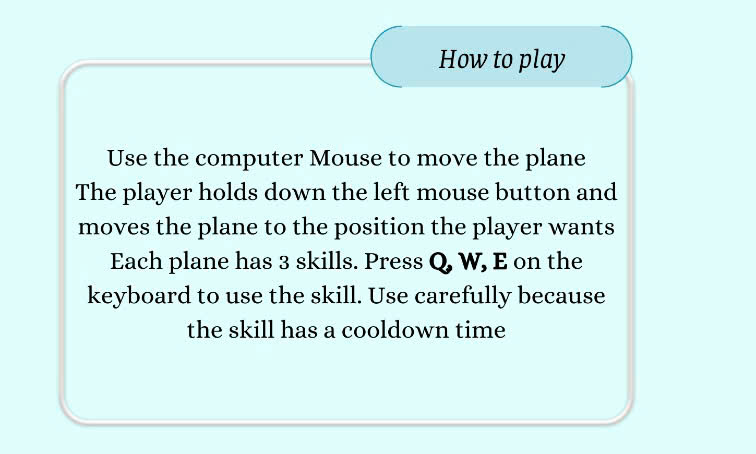 How to play
Use the computer Mouse to move the plane
The player holds down the left mouse button and
moves the plane to the position the player wants
Each plane has 3 skills. Press Q, W, E on the
keyboard to use the skill. Use carefully because
the skill has a cooldown time